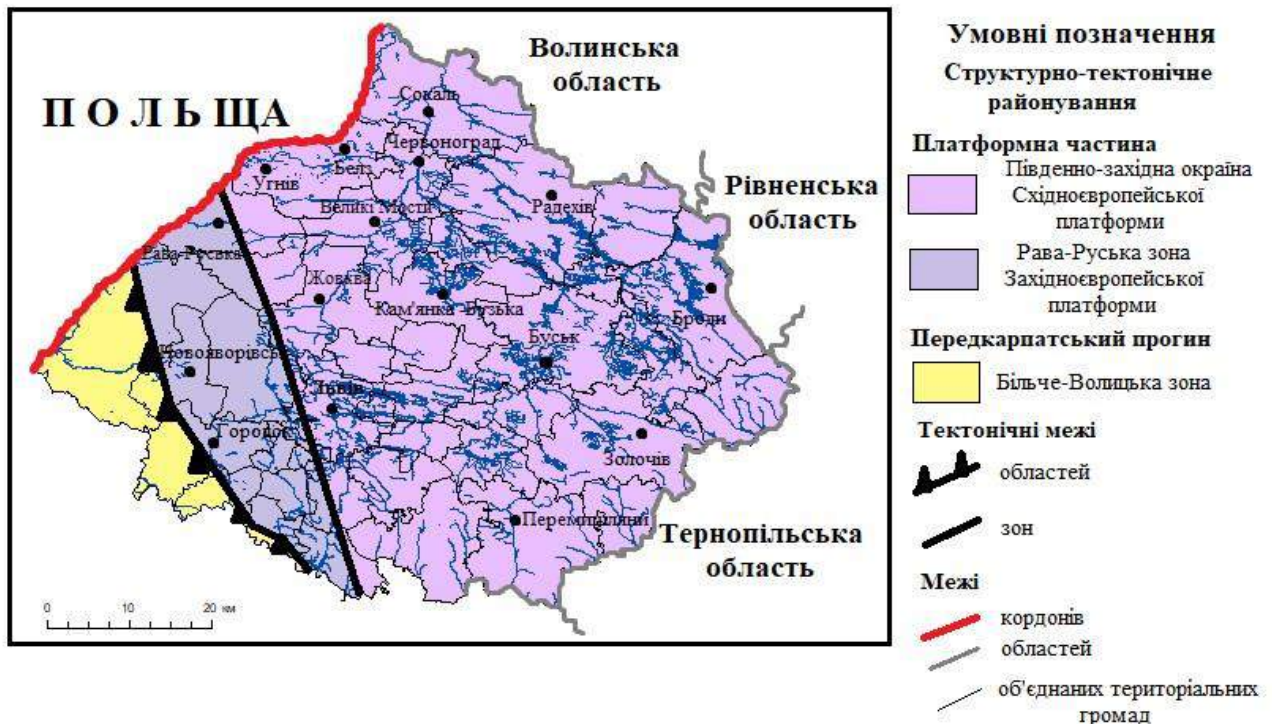 Волинська
область
П О Л Ь Щ А
Сокаль
Червоноград
Белз
Угнів
Рівненська
область
Великі Мости
Радехів
Рава-Руська
Жовква
Кам'янка-Бузька
Броди
Буськ
Новояворівськ
Львів
Городок
Золочів
Перемишляни
Тернопільська
область
0 10 20 км
Умовні позначення
Структурно-тектонічне
районування
Платформна частина
Південно-західна окраїна
Східноєвропейської
платформи
Рава-Руська зона
Західноєвропейської
платформи
Передкарпатський прогин
Більче-Волицька зона
Тектонічні межі
областей
зон
Межі
кордонів
областей
об'єднаних територіальних
громад